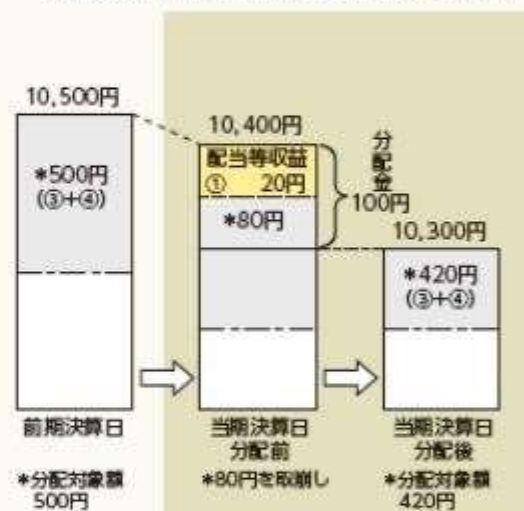 10,500円
*500円
(③+④)
前期決算日
*分配対象額
500円
10,400円
配当等収益
① 20円
*80円
分配金
100円
当期決算日
分配前
*80円を取崩し
10,300円
*420円
(③+④)
当期決算日
分配後
*分配対象額
420円